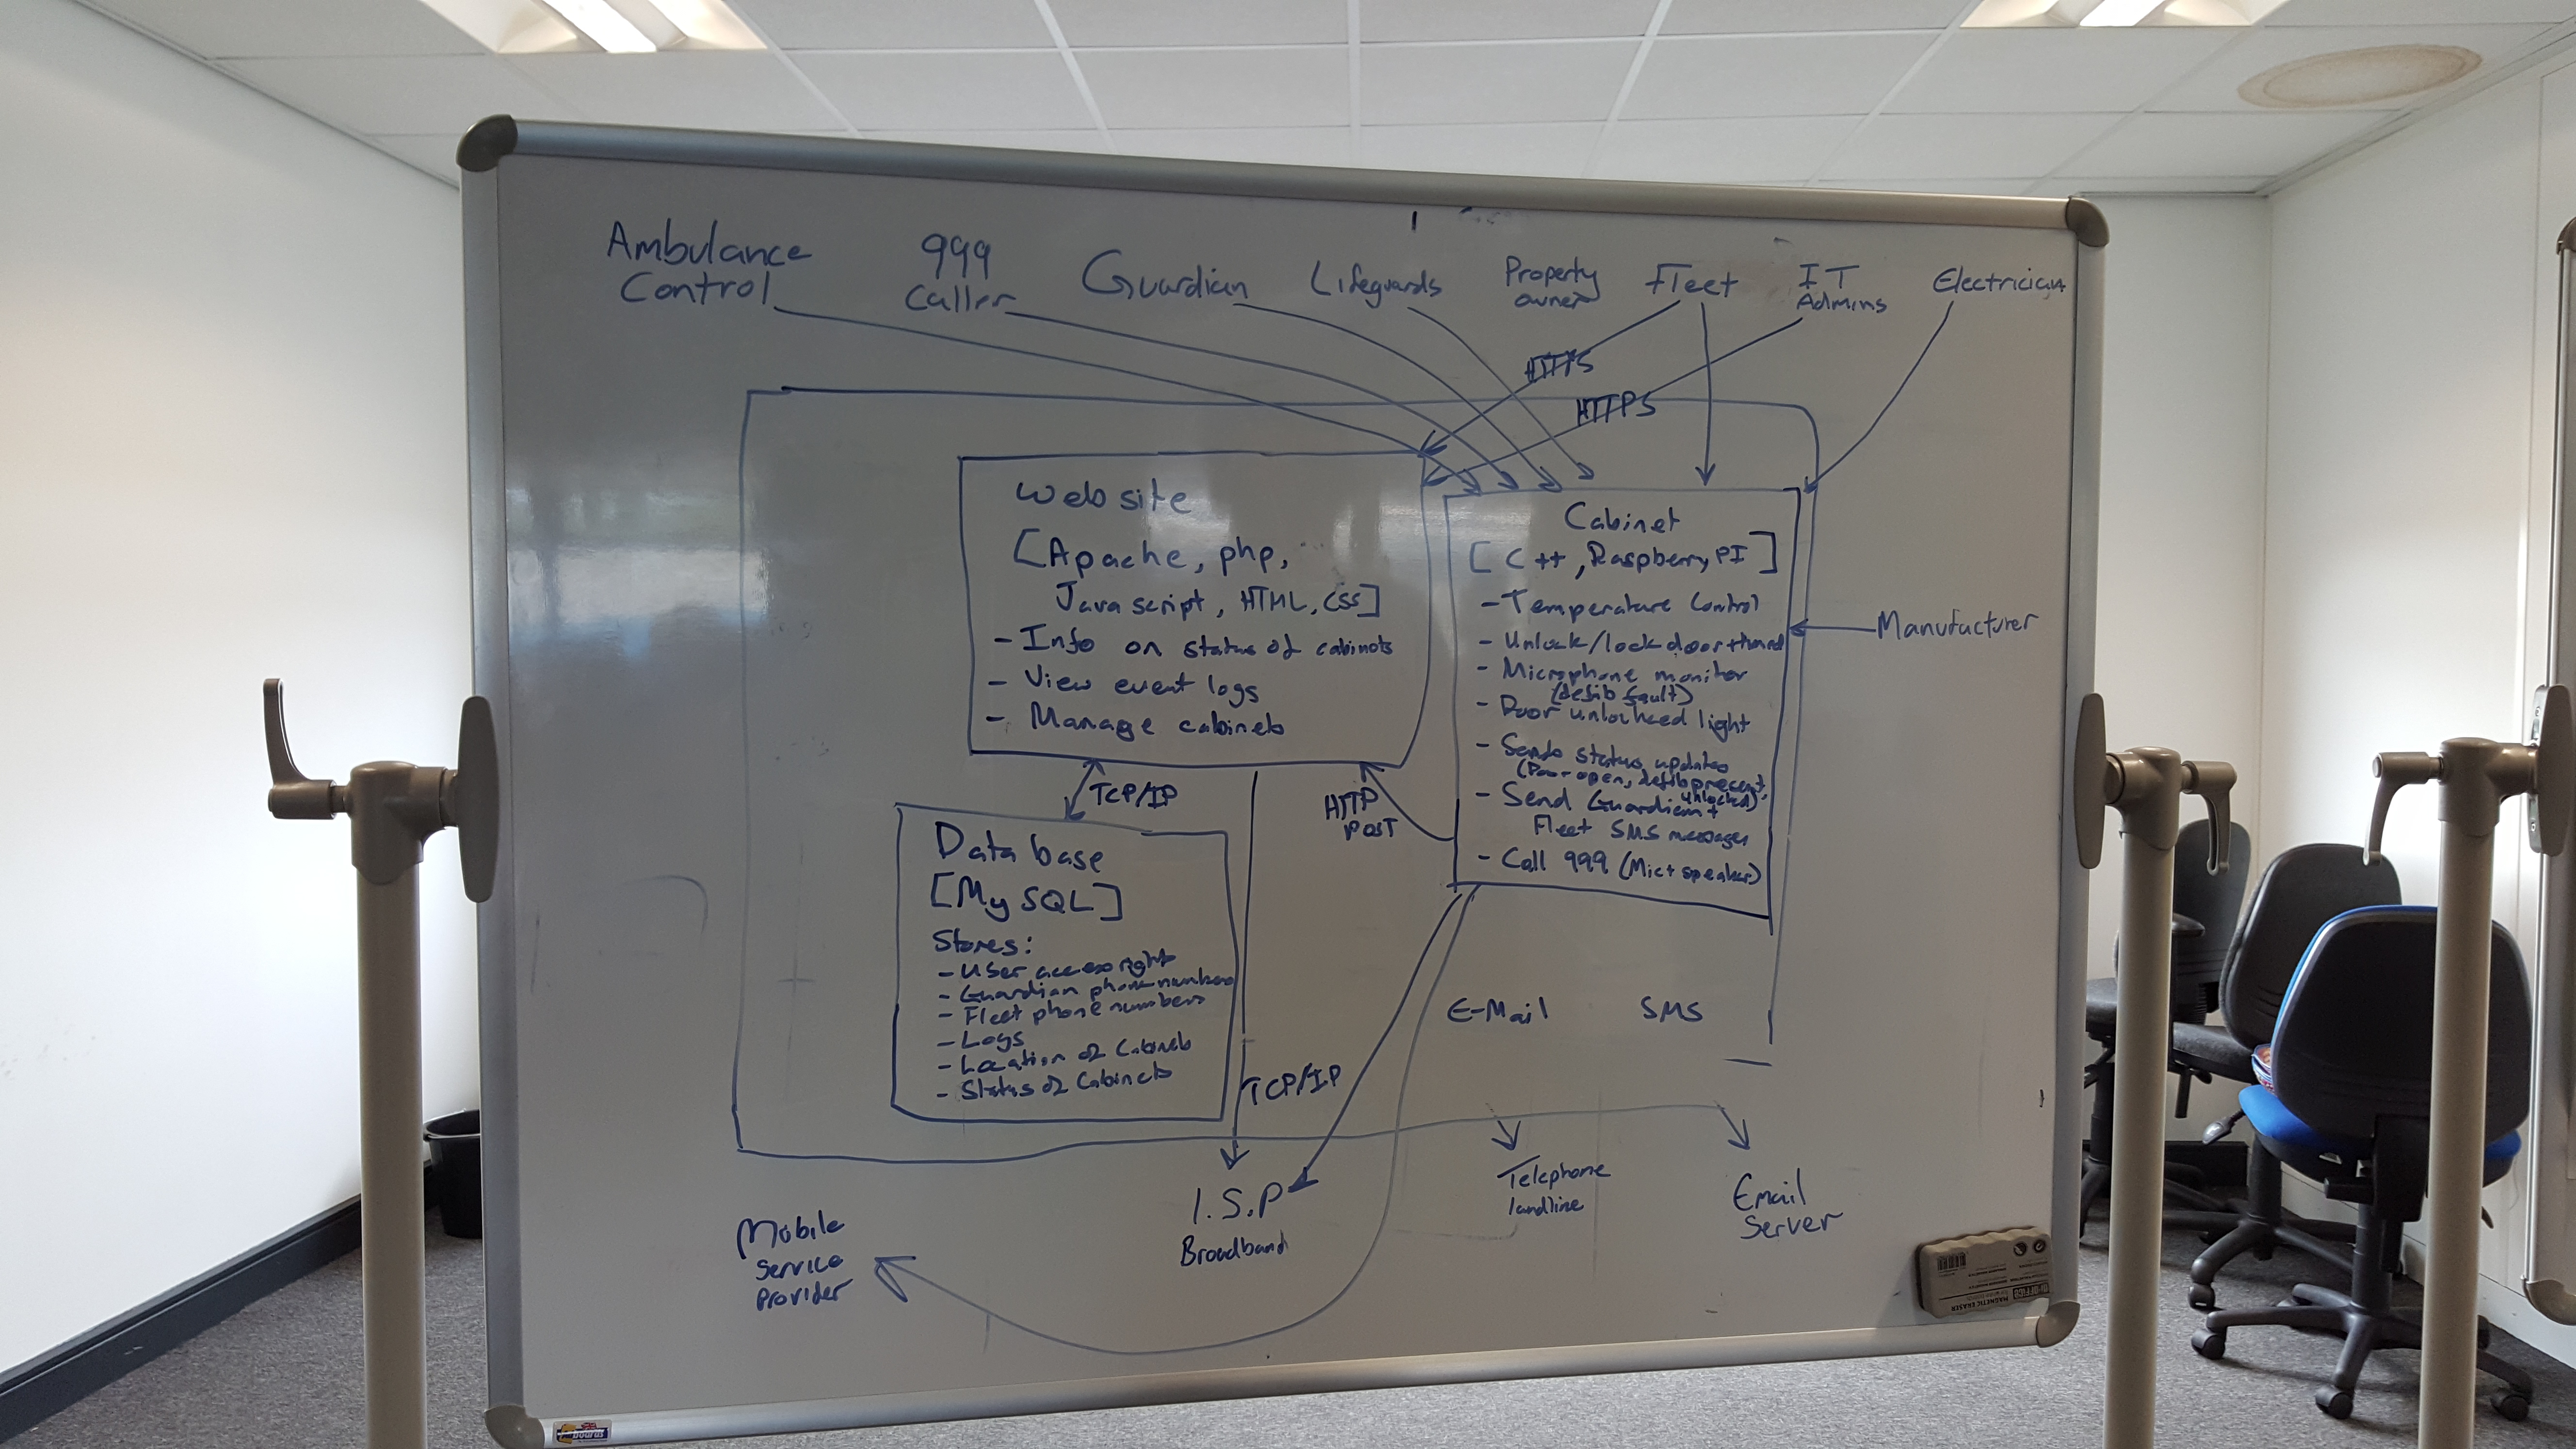 Ambulance
Control
999
Caller
Guardian
Lifeguards
Property
owner
Fleet
IT
Admins
Electrician
HTTPS
HTTPS
Website
[Apache, php,
Javascript, HTML, CSS]
- Info on status of cabinets
- View event logs
- Manage cabinets
Cabinet
[C++, Raspberry PI]
- Temperature Control
- Unlock/lock door
- Microphone monitor
(defib fault)
- Door unlocked light
- Sends status updates
(Door open, defib present,
unlocked)
- Send Guardian +
Fleet SMS messages
- Call 999 (Mic + speaker)
Manufacturer
TCP/IP
HTTP
POST
Database
[MySQL]
Stores:
- User access rights
- Guardian phone numbers
- Fleet phone numbers
- Logs
- Location of Cabinets
- Status of Cabinets
E-Mail
SMS
TCP/IP
I.S.P
Broadband
Telephone
landline
Email
Server
Mobile
Service
Provider
MAGNETIC ERASER